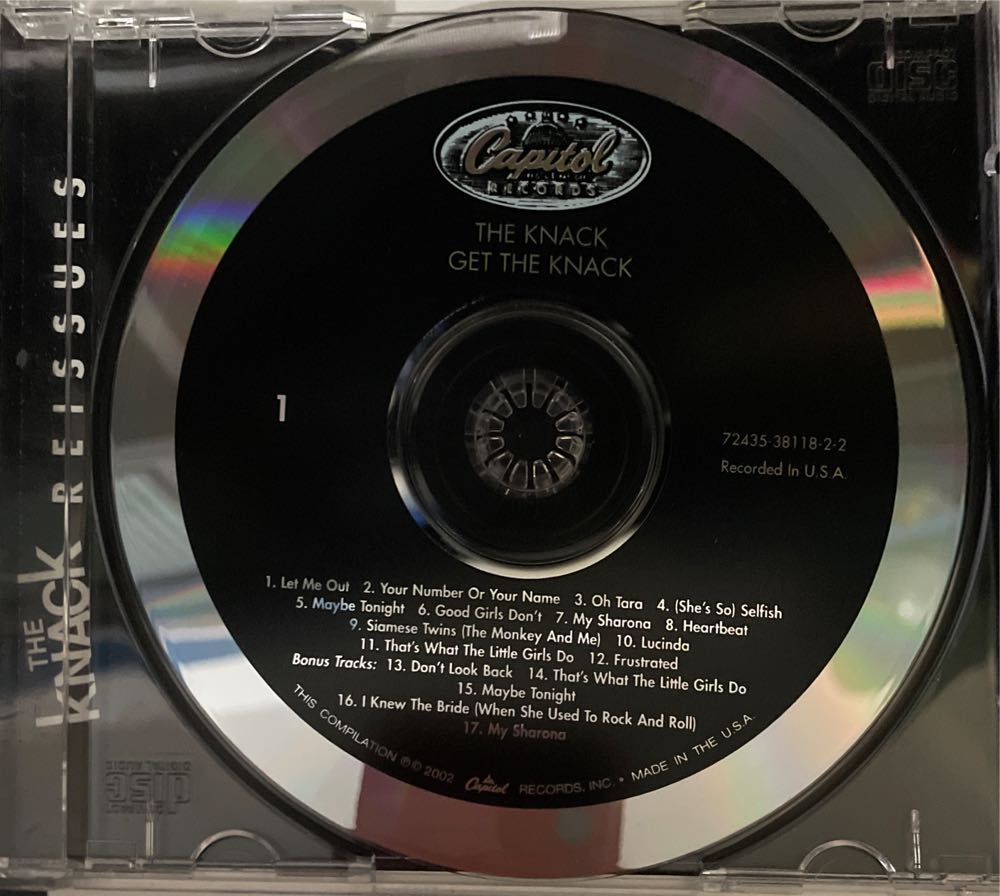 THE KNACK REISSUES
COMPACT
disc
DIGITAL AUDIO
Capitol
RECORDS
THE KNACK
GET THE KNACK
1
72435-38118-2-2
Recorded In U.S.A.
1. Let Me Out 2. Your Number Or Your Name 3. Oh Tara 4. (She's So) Selfish
5. Maybe Tonight 6. Good Girls Don't 7. My Sharona 8. Heartbeat
9. Siamese Twins (The Monkey And Me) 10. Lucinda
11. That's What The Little Girls Do 12. Frustrated
Bonus Tracks: 13. Don't Look Back 14. That's What The Little Girls Do
15. Maybe Tonight
16. I Knew The Bride (When She Used To Rock And Roll)
17. My Sharona
THIS COMPILATION ℗© 2002 Capitol RECORDS, INC. • MADE IN THE U.S.A.
COMPACT
disc
DIGITAL AUDIO